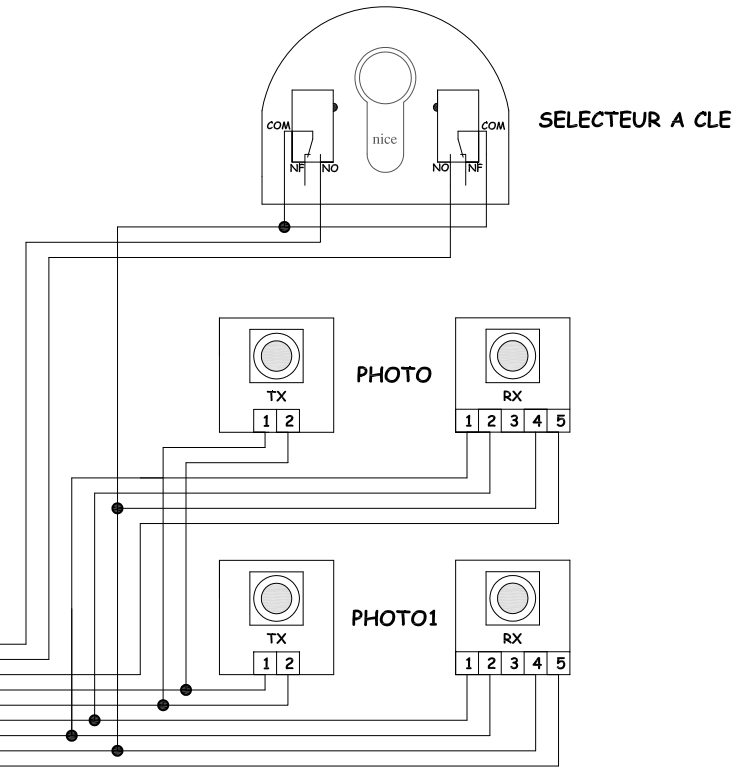 SELECTEUR A CLE
COM COM
nice
NF NO NO NF
PHOTO
TX RX
1 2 1 2 3 4 5
PHOTO1
TX RX
1 2 1 2 3 4 5